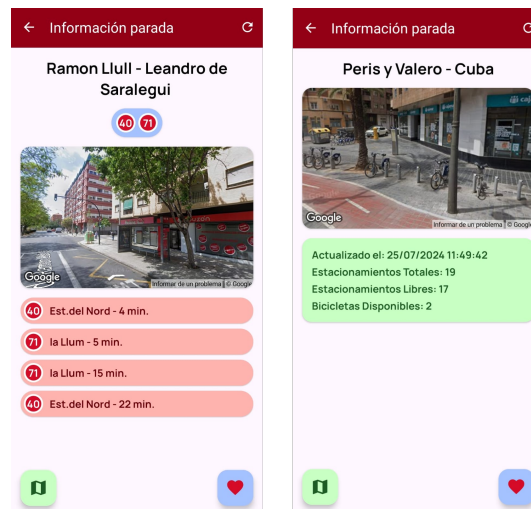 Información parada
Ramon Llull - Leandro de
Saralegui
40 71
Google
Informar de un problema © Google
40 Est.del Nord - 4 min.
71 la Llum - 5 min.
71 la Llum - 15 min.
40 Est.del Nord - 22 min.
Información parada
Peris y Valero - Cuba
Google
Informar de un problema © Google
Actualizado el: 25/07/2024 11:49:42
Estacionamientos Totales: 19
Estacionamientos Libres: 17
Bicicletas Disponibles: 2